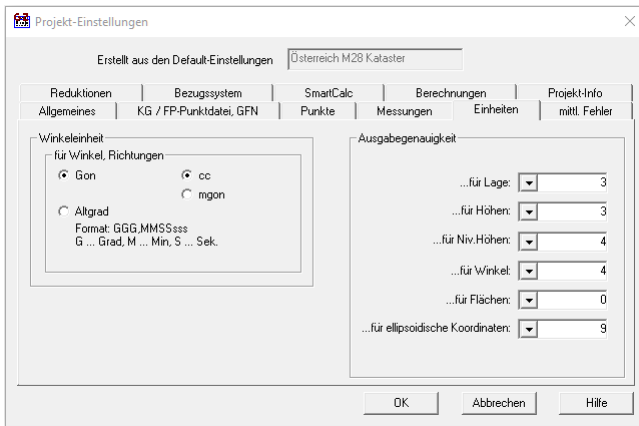 Projekt-Einstellungen
Erstellt aus den Default-Einstellungen Österreich M28 Kataster
Reduktionen Bezugssystem SmartCalc Berechnungen Projekt-Info
Allgemeines KG / FP-Punktdatei, GFN Punkte Messungen Einheiten mittl. Fehler
Winkeleinheit
für Winkel, Richtungen
Gon cc
mgon
Altgrad
Format: GGG,MMSSsss
G ... Grad, M ... Min, S ... Sek.
Ausgabegenauigkeit
...für Lage: 3
...für Höhen: 3
...für Niv.Höhen: 4
...für Winkel: 4
...für Flächen: 0
...für ellipsoidische Koordinaten: 9
OK Abbrechen Hilfe